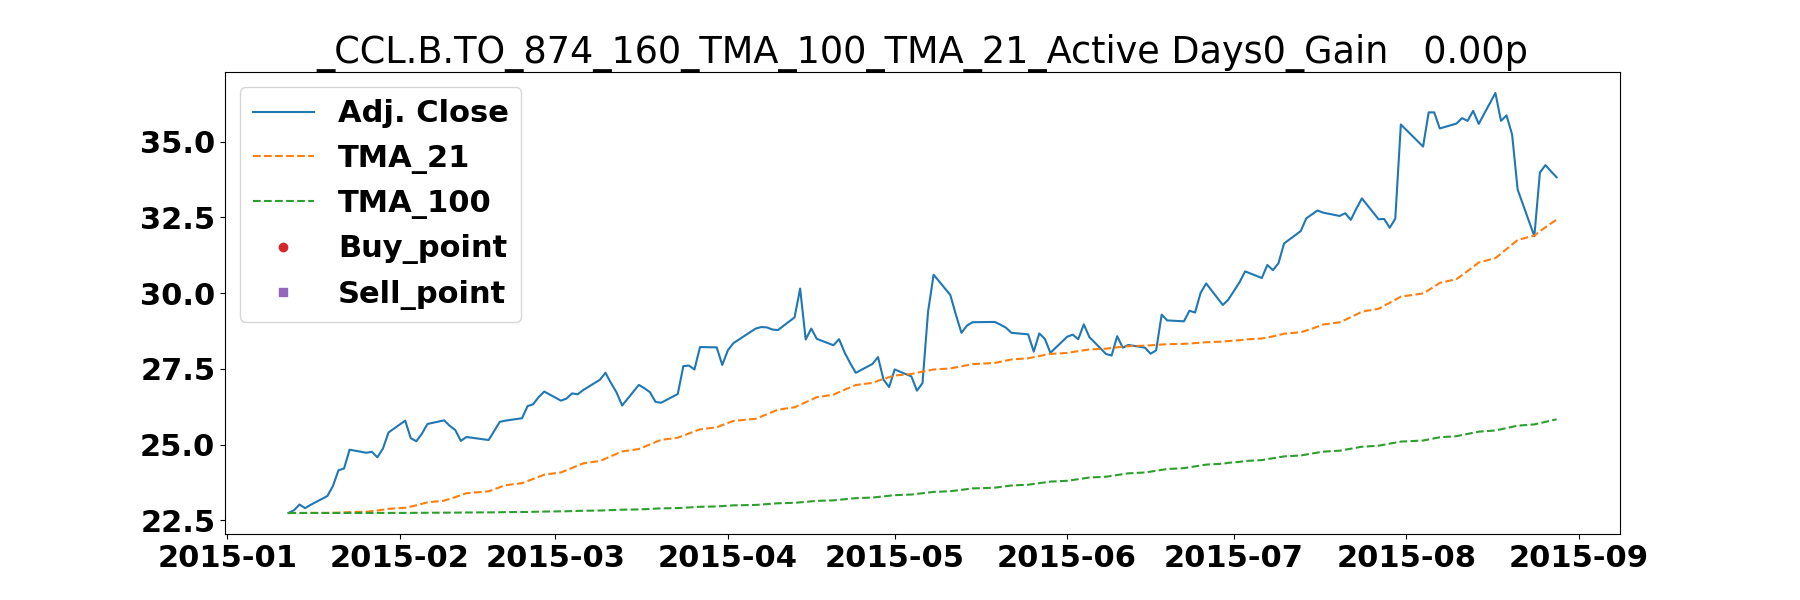 _CCL.B.TO_874_160_TMA_100_TMA_21_Active Days0_Gain   0.00p
Adj. Close
TMA_21
TMA_100
Buy_point
Sell_point
35.0
32.5
30.0
27.5
25.0
22.5
2015-01 2015-02 2015-03 2015-04 2015-05 2015-06 2015-07 2015-08 2015-09